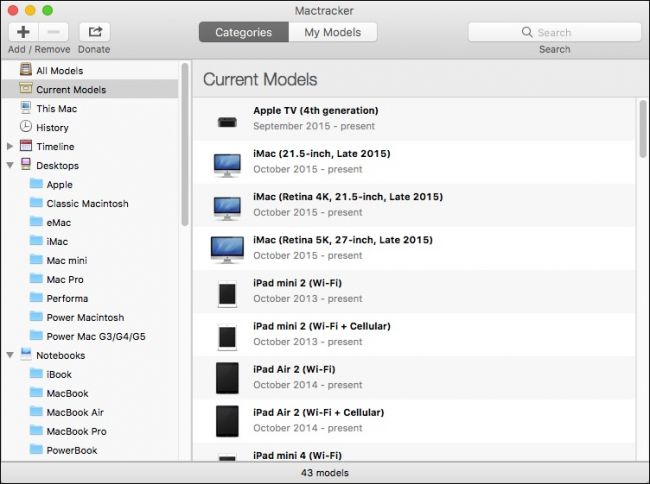 Mactracker
Add / Remove
Donate
Categories
My Models
Search
Search
All Models
Current Models
This Mac
History
Timeline
Desktops
Apple
Classic Macintosh
eMac
iMac
Mac mini
Mac Pro
Performa
Power Macintosh
Power Mac G3/G4/G5
Notebooks
iBook
MacBook
MacBook Air
MacBook Pro
PowerBook
Current Models
Apple TV (4th generation)
September 2015 - present
iMac (21.5-inch, Late 2015)
October 2015 - present
iMac (Retina 4K, 21.5-inch, Late 2015)
October 2015 - present
iMac (Retina 5K, 27-inch, Late 2015)
October 2015 - present
iPad mini 2 (Wi-Fi)
October 2013 - present
iPad mini 2 (Wi-Fi + Cellular)
October 2013 - present
iPad Air 2 (Wi-Fi)
October 2014 - present
iPad Air 2 (Wi-Fi + Cellular)
October 2014 - present
iPad mini 4 (Wi-Fi)
43 models